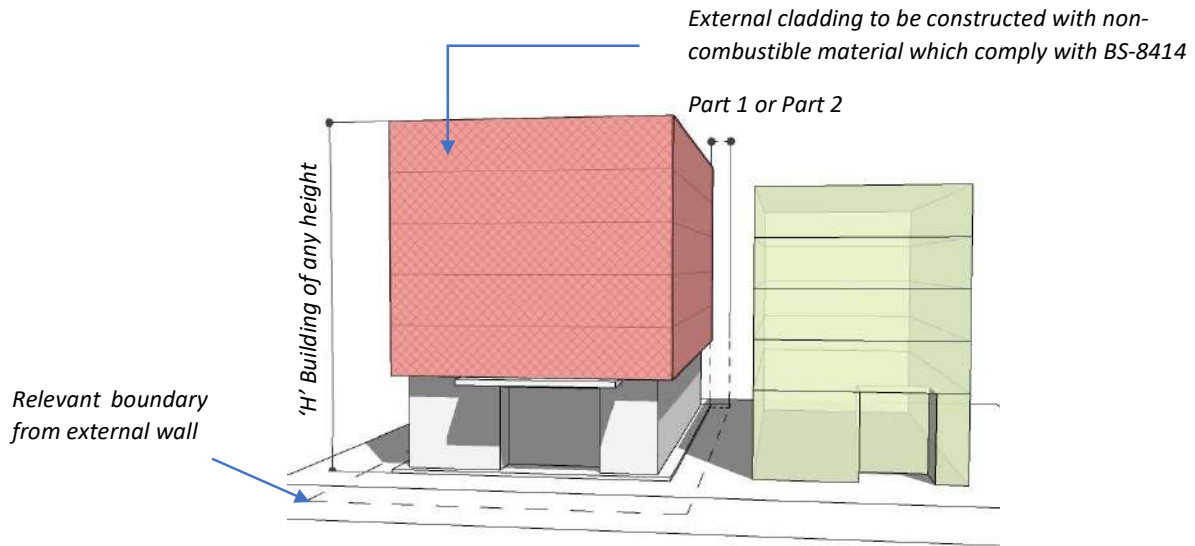 External cladding to be constructed with non-
combustible material which comply with BS-8414
Part 1 or Part 2
‘H’ Building of any height
Relevant boundary
from external wall